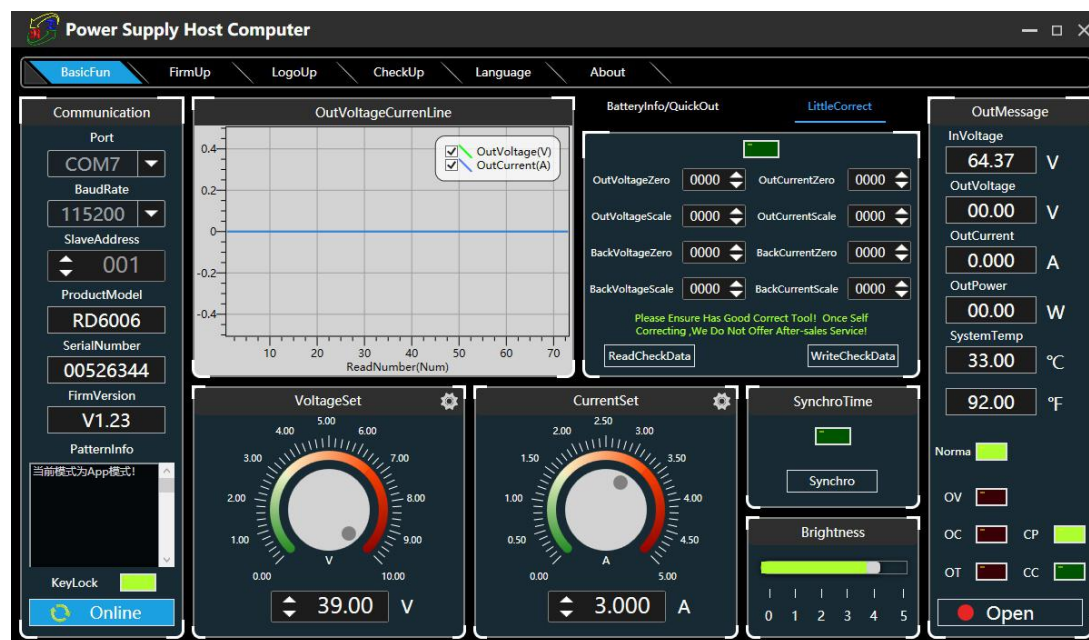 Power Supply Host Computer
BasicFun FirmUp LogoUp CheckUp Language About
Communication
Port
COM7
BaudRate
115200
SlaveAddress
001
ProductModel
RD6006
SerialNumber
00526344
FirmVersion
V1.23
PatternInfo
当前模式为App模式!
KeyLock
Online
OutVoltageCurrenLine
OutVoltage(V)
OutCurrent(A)
0.4
0.2
0
-0.2
-0.4
10 20 30 40 50 60 70
ReadNumber(Num)
BatteryInfo/QuickOut LittleCorrect
OutVoltageZero 0000 OutCurrentZero 0000
OutVoltageScale 0000 OutCurrentScale 0000
BackVoltageZero 0000 BackCurrentZero 0000
BackVoltageScale 0000 BackCurrentScale 0000
Please Ensure Has Good Correct Tool! Once Self
Correcting ,We Do Not Offer After-sales Service!
ReadCheckData WriteCheckData
VoltageSet
0.00 1.00 2.00 3.00 4.00 5.00 6.00 7.00 8.00 9.00 10.00
V
39.00 V
CurrentSet
0.00 0.50 1.00 1.50 2.00 2.50 3.00 3.50 4.00 4.50 5.00
A
3.000 A
SynchroTime
Synchro
Brightness
0 1 2 3 4 5
OutMessage
InVoltage
64.37 V
OutVoltage
00.00 V
OutCurrent
0.000 A
OutPower
00.00 W
SystemTemp
33.00 ℃
92.00 ℉
Norma
OV
OC CP
OT CC
Open